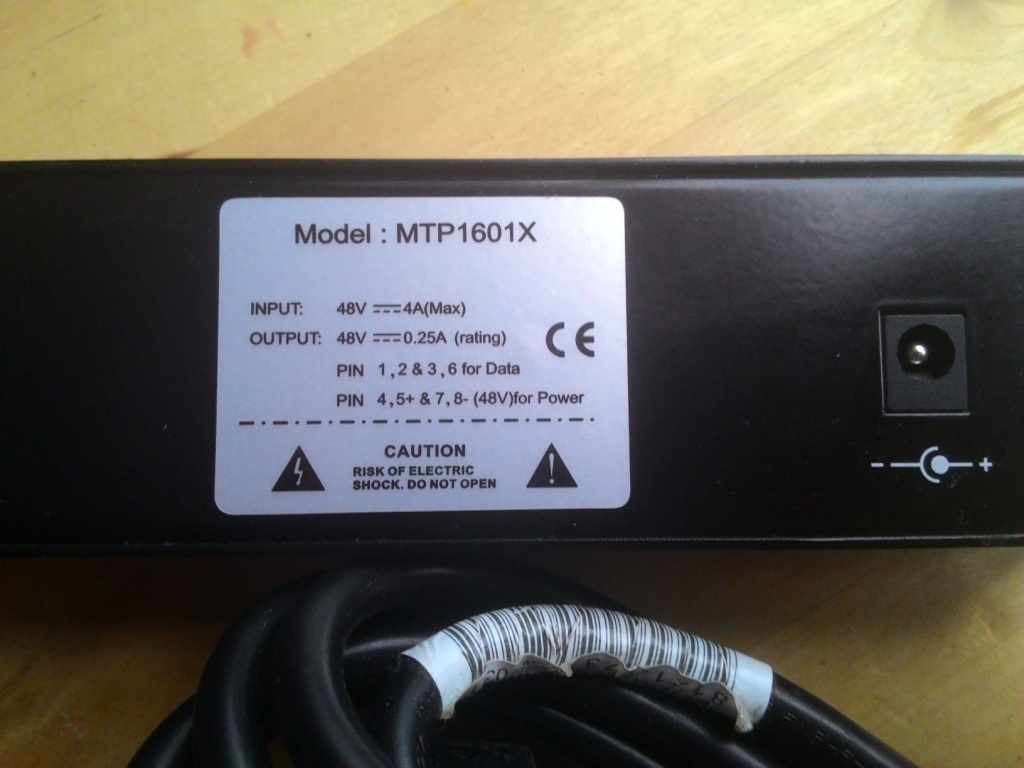 Model : MTP1601X
INPUT: 48V ⎓ 4A(Max)
OUTPUT: 48V ⎓ 0.25A (rating)
CE
PIN 1,2 & 3,6 for Data
PIN 4,5+ & 7,8- (48V)for Power
CAUTION
RISK OF ELECTRIC
SHOCK. DO NOT OPEN
- +